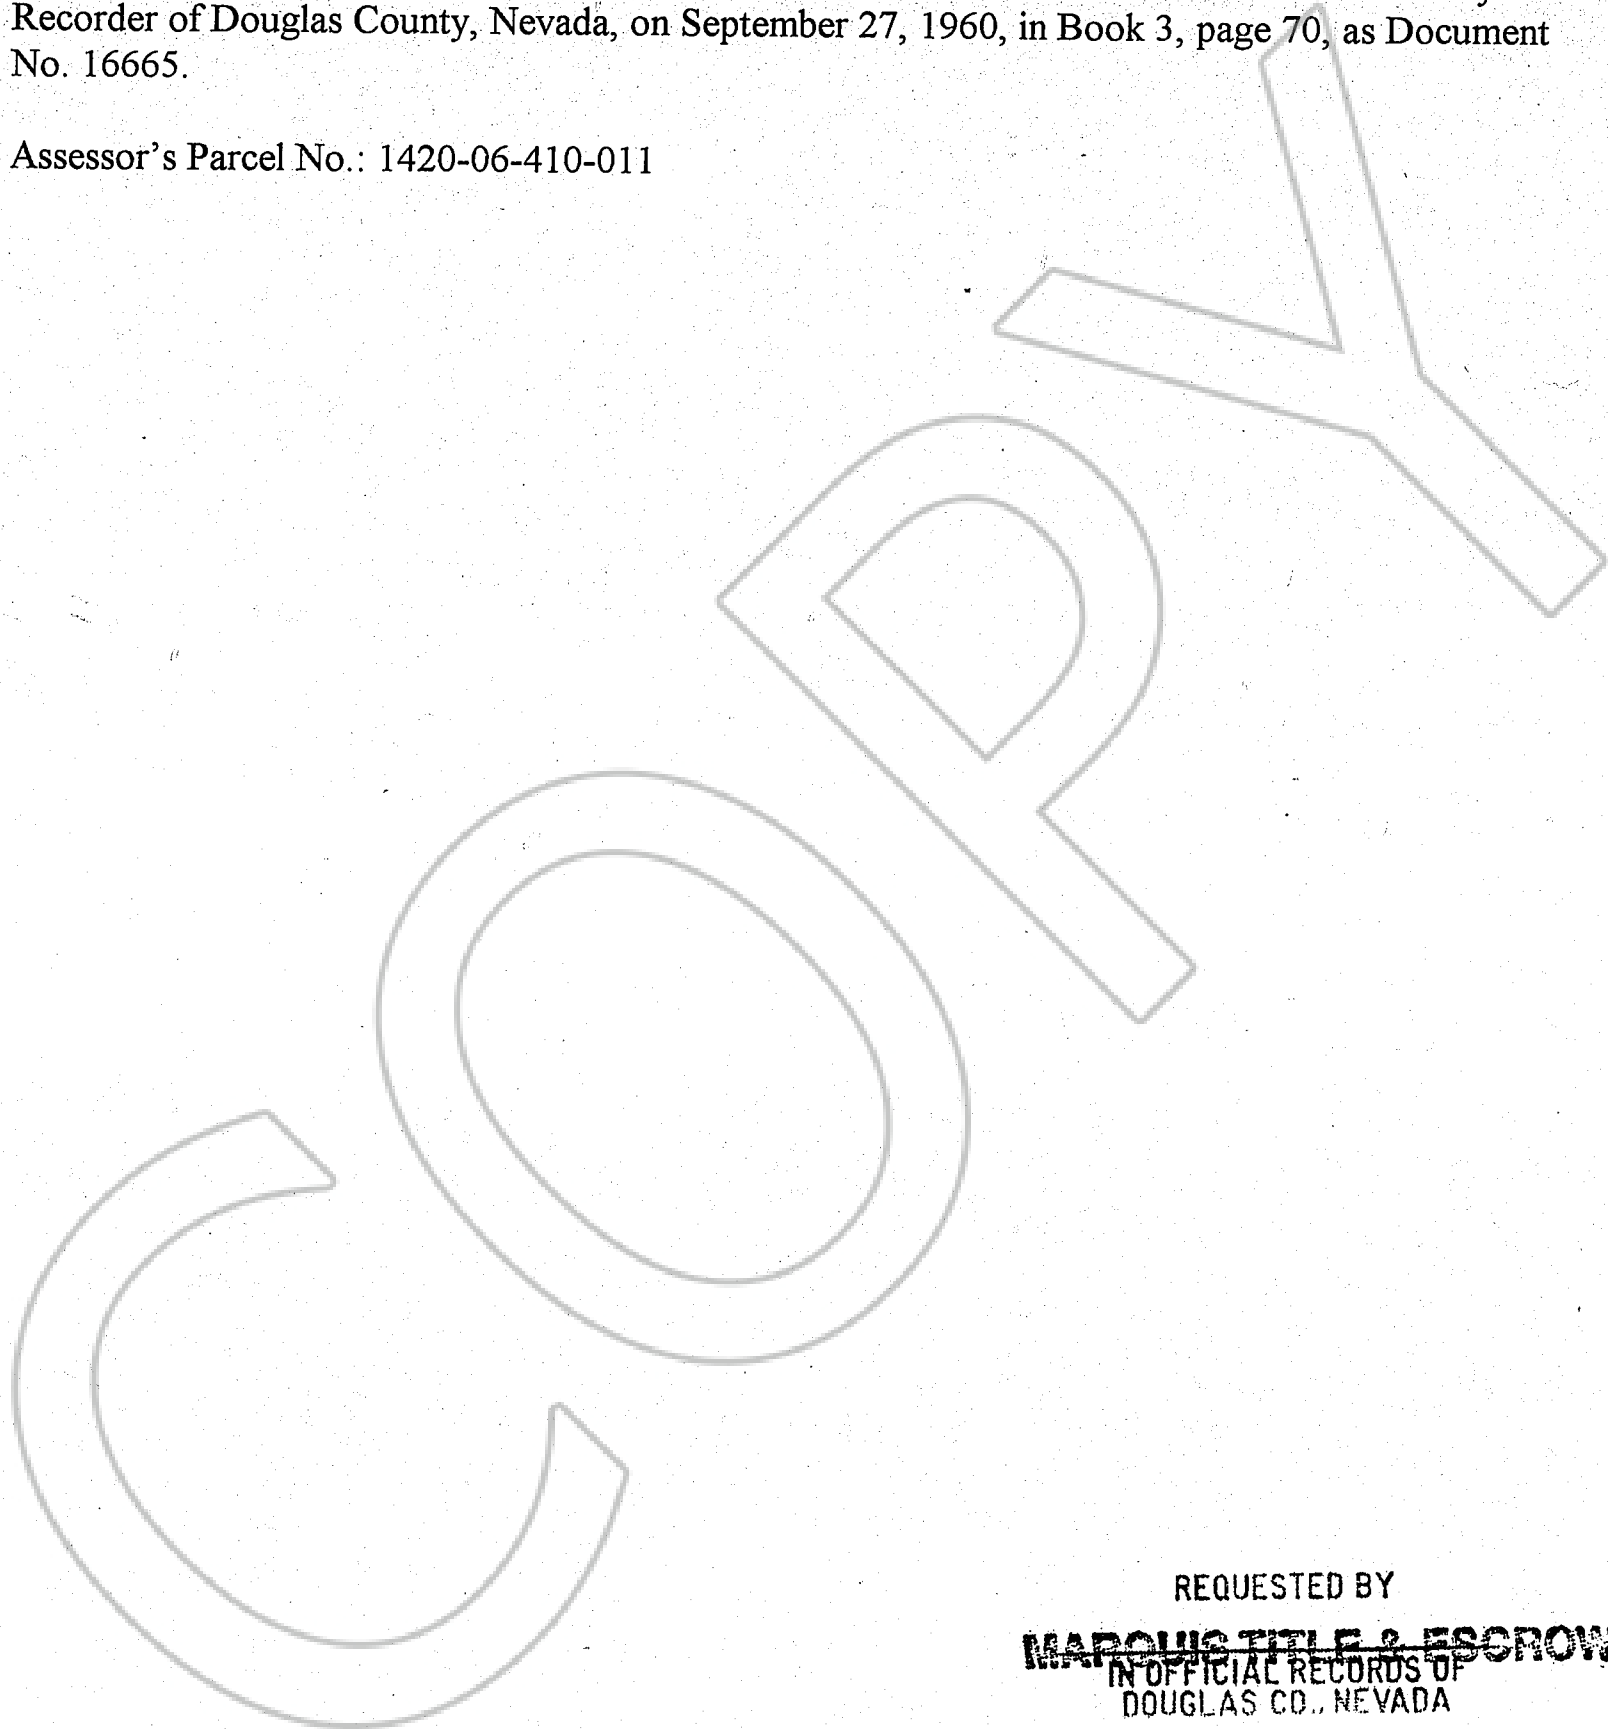 Recorder of Douglas County, Nevada, on September 27, 1960, in Book 3, page 70, as Document
No. 16665.
Assessor's Parcel No.: 1420-06-410-011
COPY
REQUESTED BY
MARQUIS TITLE & ESCROW
IN OFFICIAL RECORDS OF
DOUGLAS CO., NEVADA